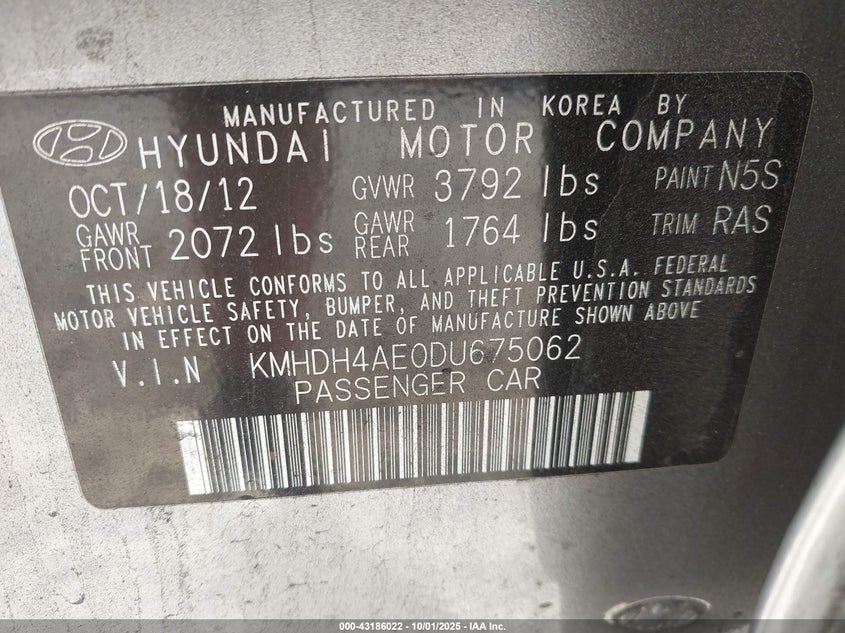 MANUFACTURED IN KOREA BY
HYUNDAI MOTOR COMPANY
OCT/18/12 GVWR 3792 lbs PAINT N5S
GAWR FRONT 2072 lbs GAWR REAR 1764 lbs TRIM RAS
THIS VEHICLE CONFORMS TO ALL APPLICABLE U.S.A. FEDERAL
MOTOR VEHICLE SAFETY, BUMPER, AND THEFT PREVENTION STANDARDS
IN EFFECT ON THE DATE OF MANUFACTURE SHOWN ABOVE
V.I.N KMHDH4AE0DU675062
PASSENGER CAR
000-43186022 - 10/01/2025 - IAA Inc.